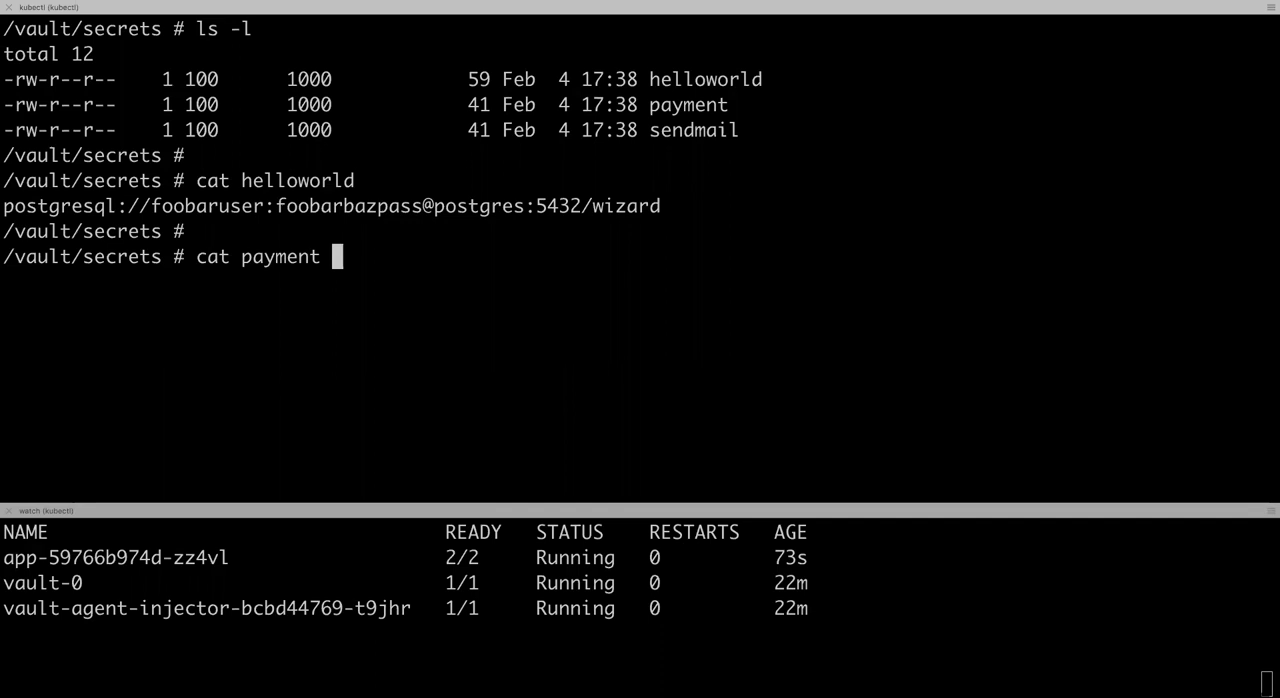 kubectl (kubectl)
/vault/secrets # ls -l
total 12
-rw-r--r--    1 100      1000            59 Feb  4 17:38 helloworld
-rw-r--r--    1 100      1000            41 Feb  4 17:38 payment
-rw-r--r--    1 100      1000            41 Feb  4 17:38 sendmail
/vault/secrets #
/vault/secrets # cat helloworld
postgresql://foobaruser:foobarbazpass@postgres:5432/wizard
/vault/secrets #
/vault/secrets # cat payment
watch (kubectl)
NAME                                   READY   STATUS    RESTARTS   AGE
app-59766b974d-zz4vl                   2/2     Running   0          73s
vault-0                                1/1     Running   0          22m
vault-agent-injector-bcbd44769-t9jhr   1/1     Running   0          22m